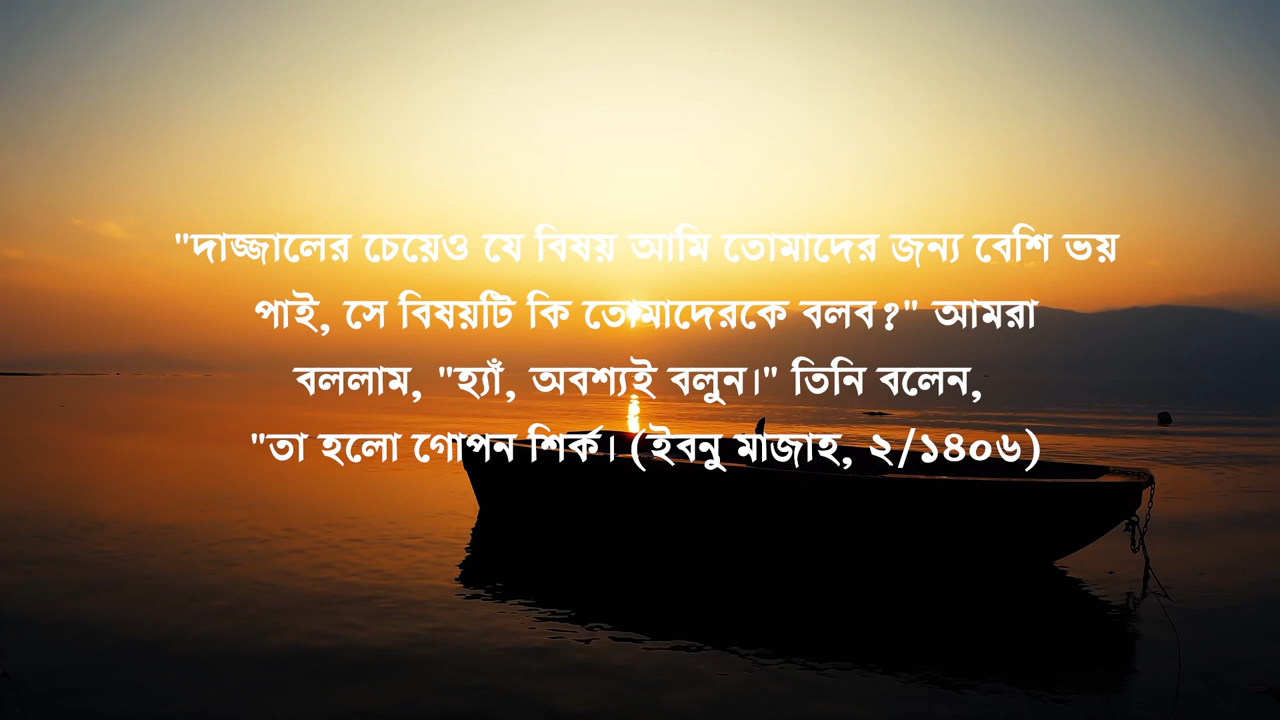 "দাজ্জালের চেয়েও যে বিষয় আমি তোমাদের জন্য বেশি ভয়
পাই, সে বিষয়টি কি তোমাদেরকে বলব?" আমরা
বললাম, "হ্যাঁ, অবশ্যই বলুন।" তিনি বলেন,
"তা হলো গোপন শির্ক। (ইবনু মাজাহ, ২/১৪০৬)